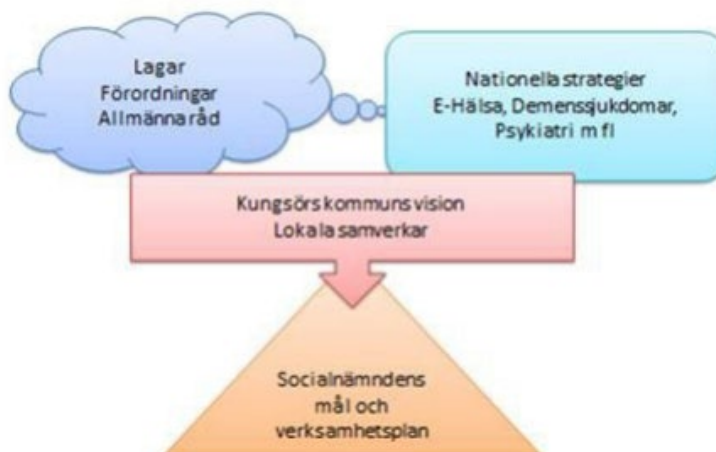 Lagar
Förordningar
Allmänna råd
Nationella strategier
E-Hälsa, Demenssjukdomar,
Psykiatri m fl
Kungsörs kommuns vision
Lokala samverkar
Socialnämndens
mål och
verksamhetsplan